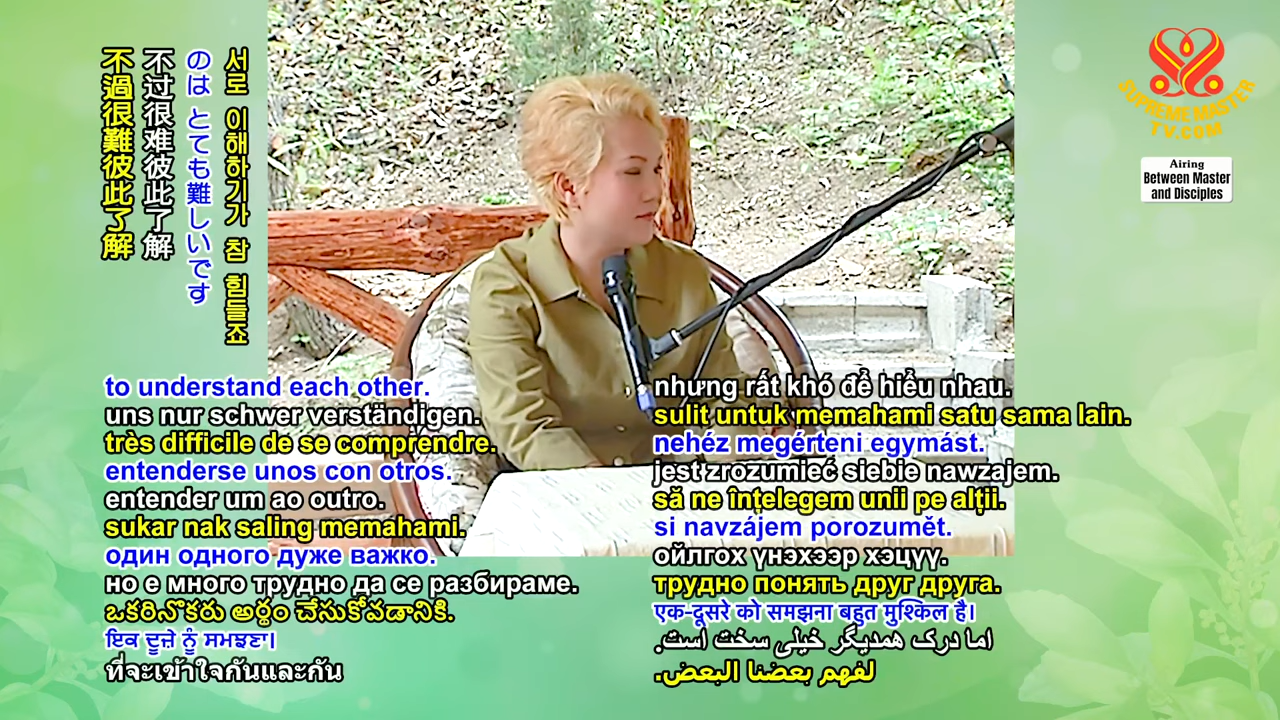 不過很難彼此了解
不过很难彼此了解
のは とても難しいです
서로 이해하기가 참 힘들죠
to understand each other.
uns nur schwer verständigen.
très difficile de se comprendre.
entenderse unos con otros.
entender um ao outro.
sukar nak saling memahami.
один одного дуже важко.
но е много трудно да се разбираме.
ఒకరినొకరు అర్థం చేసుకోవడానికి.
ਇਕ ਦੂਜੇ ਨੂੰ ਸਮਝਣਾ।
ที่จะเข้าใจกันและกัน
nhưng rất khó để hiểu nhau.
sulit untuk memahami satu sama lain.
nehéz megérteni egymást.
jest zrozumieć siebie nawzajem.
să ne înțelegem unii pe alții.
si navzájem porozumět.
ойлгох үнэхээр хэцүү.
трудно понять друг друга.
एक-दूसरे को समझना बहुत मुश्किल है।
اما درک همدیگر خیلی سخت است.
لفهم بعضنا البعض.
SUPREME MASTER
TV.COM
Airing
Between Master
and Disciples